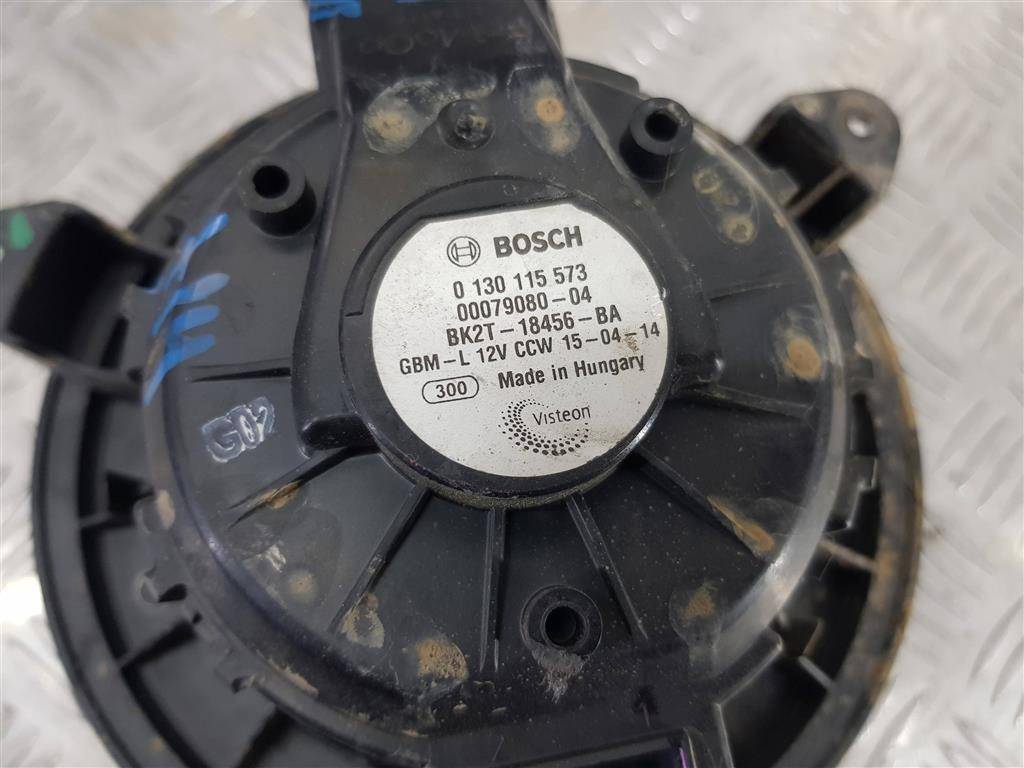 BOSCH
0 130 115 573
00079080-04
BK2T-18456-BA
GBM-L 12V CCW 15-04-14
300 Made in Hungary
Visteon
G02